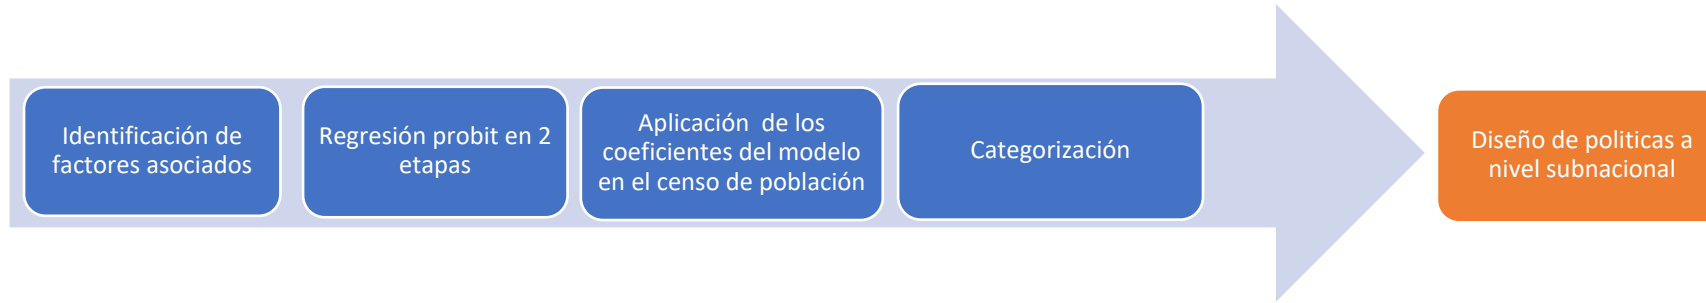 Identificación de
factores asociados
Regresión probit en 2
etapas
Aplicación  de los
coeficientes del modelo
en el censo de población
Categorización
Diseño de politicas a
nivel subnacional